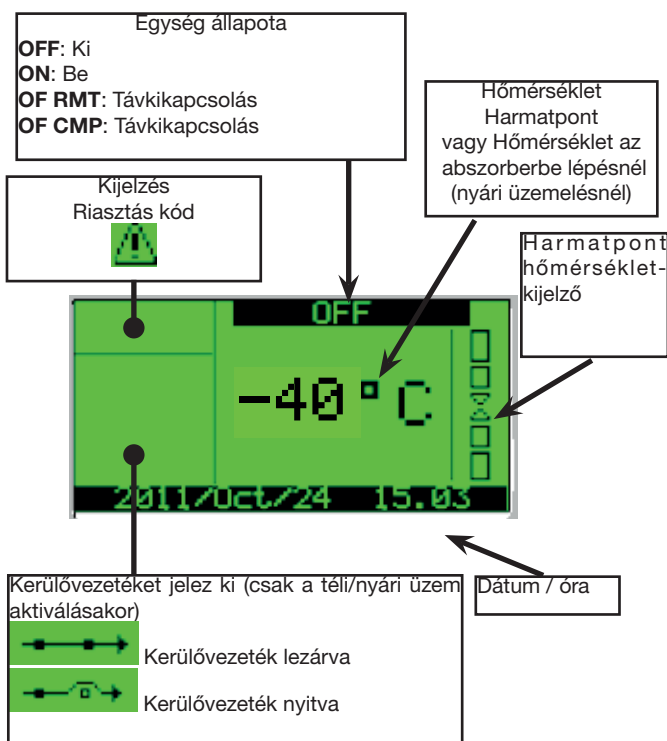 Egység állapota
OFF: Ki
ON: Be
OF RMT: Távkikapcsolás
OF CMP: Távkikapcsolás
Hőmérséklet
Harmatpont
vagy Hőmérséklet az
abszorberbe lépésnél
(nyári üzemelésnél)
Kijelzés
Riasztás kód
Harmatpont
hőmérséklet-
kijelző
OFF
-40°C
2011/Oct/24 15.03
Kerülővezetéket jelez ki (csak a téli/nyári üzem
aktiválásakor)
Kerülővezeték lezárva
Kerülővezeték nyitva
Dátum / óra